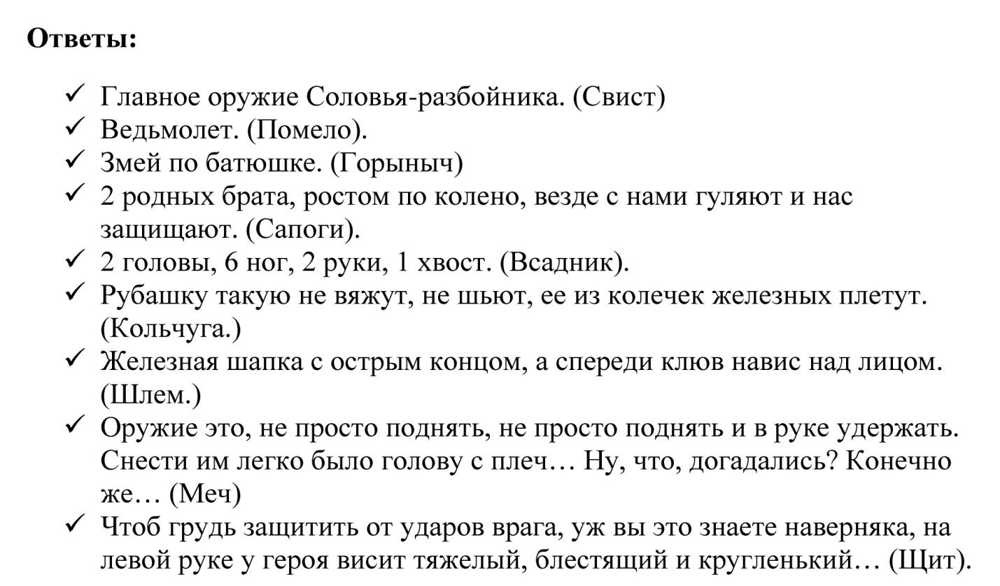 Ответы:
✓ Главное оружие Соловья-разбойника. (Свист)
✓ Ведьмолет. (Помело).
✓ Змей по батюшке. (Горыныч)
✓ 2 родных брата, ростом по колено, везде с нами гуляют и нас
защищают. (Сапоги).
✓ 2 головы, 6 ног, 2 руки, 1 хвост. (Всадник).
✓ Рубашку такую не вяжут, не шьют, ее из колечек железных плетут.
(Кольчуга.)
✓ Железная шапка с острым концом, а спереди клюв навис над лицом.
(Шлем.)
✓ Оружие это, не просто поднять, не просто поднять и в руке удержать.
Снести им легко было голову с плеч… Ну, что, догадались? Конечно
же… (Меч)
✓ Чтоб грудь защитить от ударов врага, уж вы это знаете наверняка, на
левой руке у героя висит тяжелый, блестящий и кругленький… (Щит).